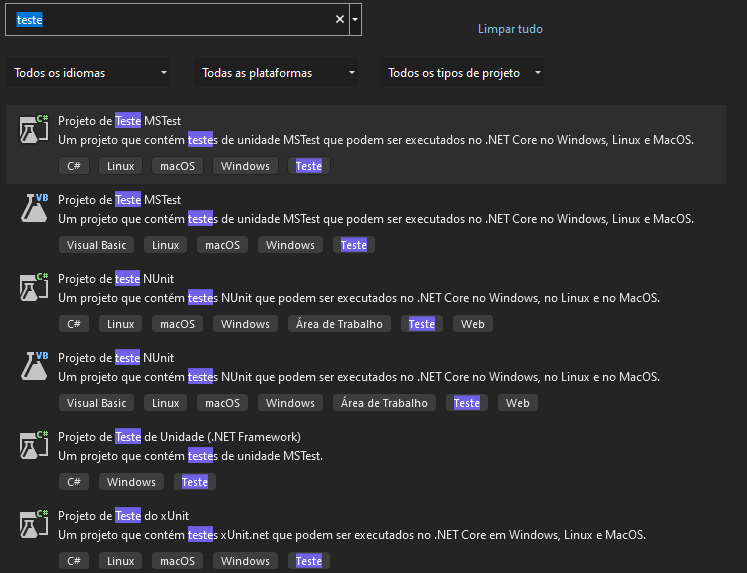 teste
Limpar tudo
Todos os idiomas Todas as plataformas Todos os tipos de projeto
C#
Projeto de Teste MSTest
Um projeto que contém testes de unidade MSTest que podem ser executados no .NET Core no Windows, Linux e MacOS.
C# Linux macOS Windows Teste
VB
Projeto de Teste MSTest
Um projeto que contém testes de unidade MSTest que podem ser executados no .NET Core no Windows, Linux e MacOS.
Visual Basic Linux macOS Windows Teste
C#
Projeto de teste NUnit
Um projeto que contém testes NUnit que podem ser executados no .NET Core no Windows, no Linux e no MacOS.
C# Linux macOS Windows Área de Trabalho Teste Web
VB
Projeto de teste NUnit
Um projeto que contém testes NUnit que podem ser executados no .NET Core no Windows, no Linux e no MacOS.
Visual Basic Linux macOS Windows Área de Trabalho Teste Web
C#
Projeto de Teste de Unidade (.NET Framework)
Um projeto que contém testes de unidade MSTest.
C# Windows Teste
C#
Projeto de Teste do xUnit
Um projeto que contém testes xUnit.net que podem ser executados no .NET Core em Windows, Linux e MacOS.
C# Linux macOS Windows Teste